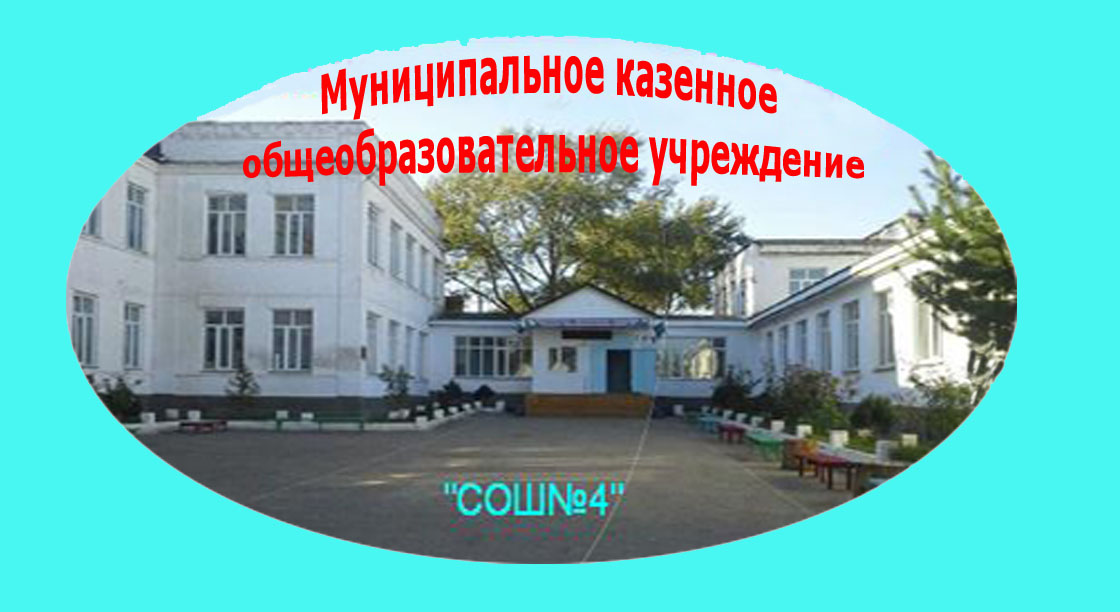 Муниципальное казенное
общеобразовательное учреждение
"СОШ№4"